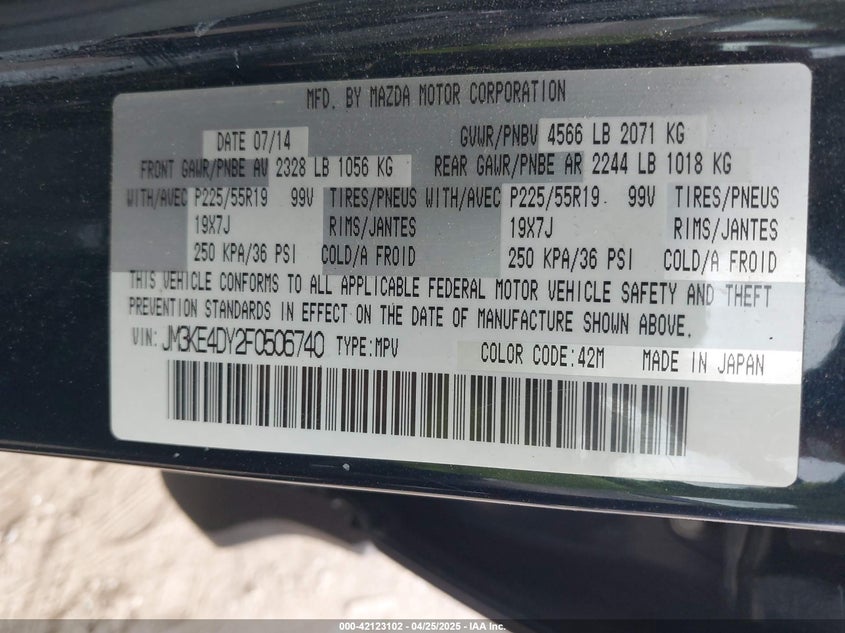 MFD. BY MAZDA MOTOR CORPORATION
DATE 07/14 GVWR/PNBV 4566 LB 2071 KG
FRONT GAWR/PNBE AV 2328 LB 1056 KG REAR GAWR/PNBE AR 2244 LB 1018 KG
WITH/AVEC P225/55R19 99V TIRES/PNEUS WITH/AVEC P225/55R19 99V TIRES/PNEUS
19X7J RIMS/JANTES 19X7J RIMS/JANTES
250 KPA/36 PSI COLD/A FROID 250 KPA/36 PSI COLD/A FROID
THIS VEHICLE CONFORMS TO ALL APPLICABLE FEDERAL MOTOR VEHICLE SAFETY AND THEFT
PREVENTION STANDARDS IN EFFECT ON THE DATE OF MANUFACTURE SHOWN ABOVE.
VIN: JM3KE4DY2F0506740 TYPE:MPV COLOR CODE:42M MADE IN JAPAN
000-42123102 - 04/25/2025 - IAA Inc.